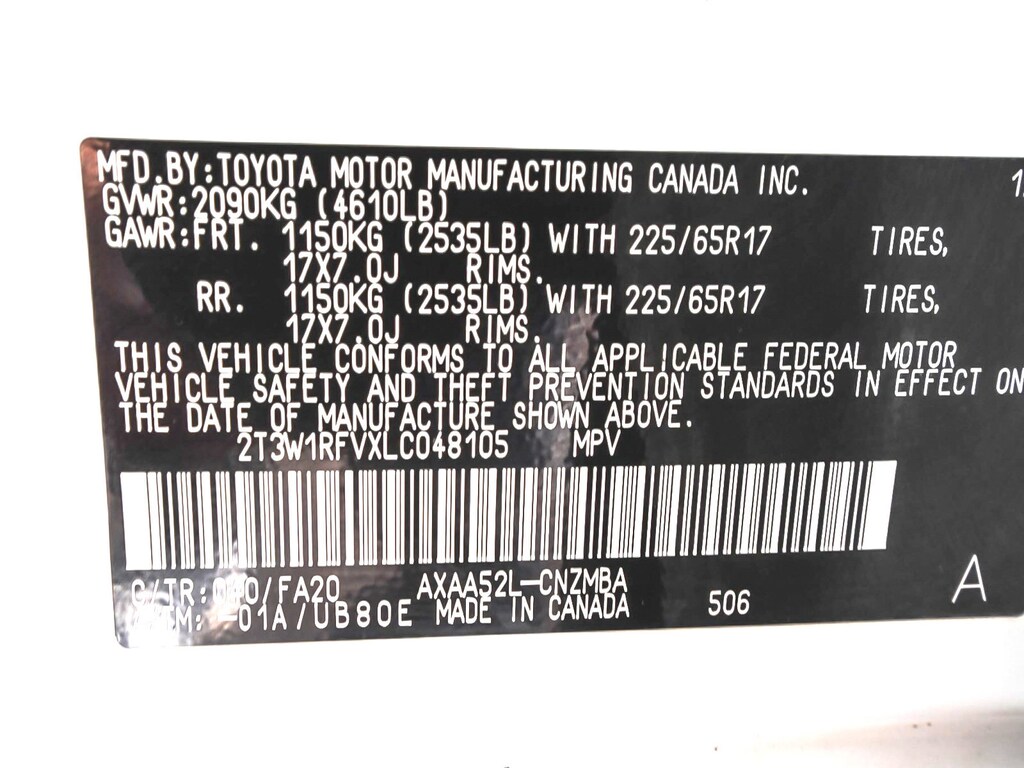 MFD.BY:TOYOTA MOTOR MANUFACTURING CANADA INC. 1
GVWR:2090KG (4610LB)
GAWR:FRT. 1150KG (2535LB) WITH 225/65R17 TIRES,
17X7.0J RIMS.
RR. 1150KG (2535LB) WITH 225/65R17 TIRES,
17X7.0J RIMS.
THIS VEHICLE CONFORMS TO ALL APPLICABLE FEDERAL MOTOR
VEHICLE SAFETY AND THEFT PREVENTION STANDARDS IN EFFECT ON
THE DATE OF MANUFACTURE SHOWN ABOVE.
2T3W1RFVXLC048105 MPV
AXAA52L-CNZMBA
-01A/UB80E MADE IN CANADA 506
A